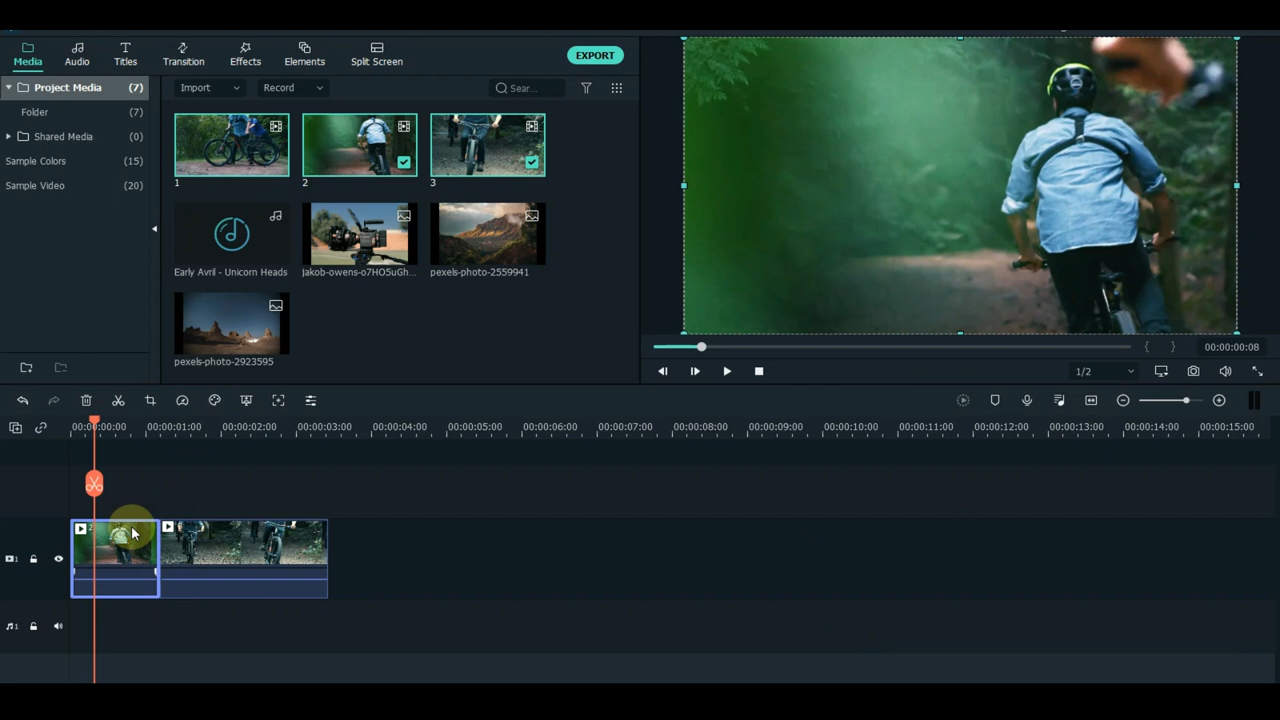 Media Audio Titles Transition Effects Elements Split Screen EXPORT
Project Media (7) Import Record Sear...
Folder (7)
Shared Media (0)
Sample Colors (15)
Sample Video (20)
1 2 3
Early Avril - Unicorn Heads jakob-owens-o7HO5uGh... pexels-photo-2559941
pexels-photo-2923595
{ } 00:00:00:08
1/2
00:00:00:00 00:00:01:00 00:00:02:00 00:00:03:00 00:00:04:00 00:00:05:00 00:00:06:00 00:00:07:00 00:00:08:00 00:00:09:00 00:00:10:00 00:00:11:00 00:00:12:00 00:00:13:00 00:00:14:00 00:00:15:00
2
1
1